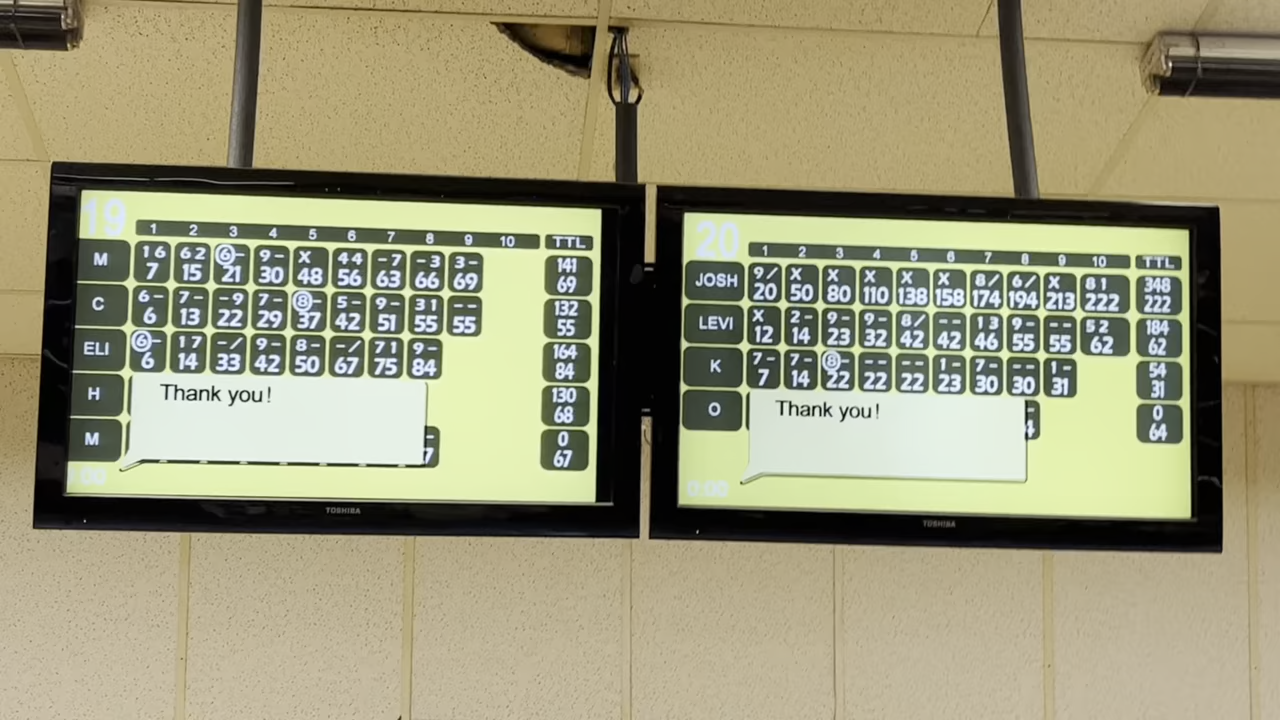 19
1 2 3 4 5 6 7 8 9 10 TTL
M 1 6 6 2 6 - 9 - X 4 4 - 7 - 3 3 - 141
7 15 21 30 48 56 63 66 69 69
C 6 - 7 - - 9 7 - 8 - 5 - 9 - 3 1 - - 132
6 13 22 29 37 42 51 55 55 55
ELI 6 - 1 7 - / 9 - 8 - - / 7 1 9 - 164
6 14 33 42 50 67 75 84 84
H 130
68
M 0
67
Thank you!
TOSHIBA
20
1 2 3 4 5 6 7 8 9 10 TTL
JOSH 9 / X X X X X 8 / 6 / X 8 1 348
20 50 80 110 138 158 174 194 213 222 222
LEVI X 2 - 9 - 9 - 8 / - - 1 3 9 - - - 5 2 184
12 14 23 32 42 42 46 55 55 62 62
K 7 - 7 - 8 - - - - - 1 - 7 - - - 1 - 54
7 14 22 22 22 23 30 30 31 31
O 0
64
Thank you!
0:00
TOSHIBA